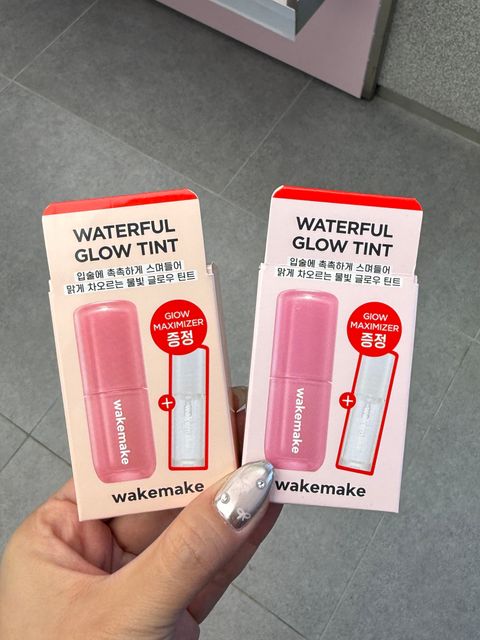 WATERFUL
GLOW TINT
입술에 촉촉하게 스며들어
맑게 차오르는 물빛 글로우 틴트
GlOW
MAXIMIZER
증정
+
wakemake
wakemake
WATERFUL
GLOW TINT
입술에 촉촉하게 스며들어
맑게 차오르는 물빛 글로우 틴트
GlOW
MAXIMIZER
증정
+
wakemake
wakemake